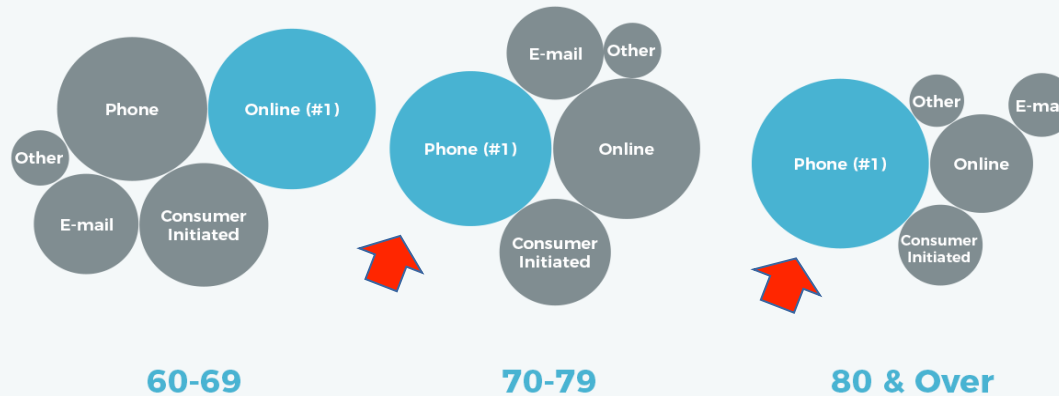 Phone
Online (#1)
Other
E-mail
Consumer
Initiated
60-69
E-mail
Other
Phone (#1)
Online
Consumer
Initiated
70-79
Other
E-ma
Phone (#1)
Online
Consumer
Initiated
80 & Over